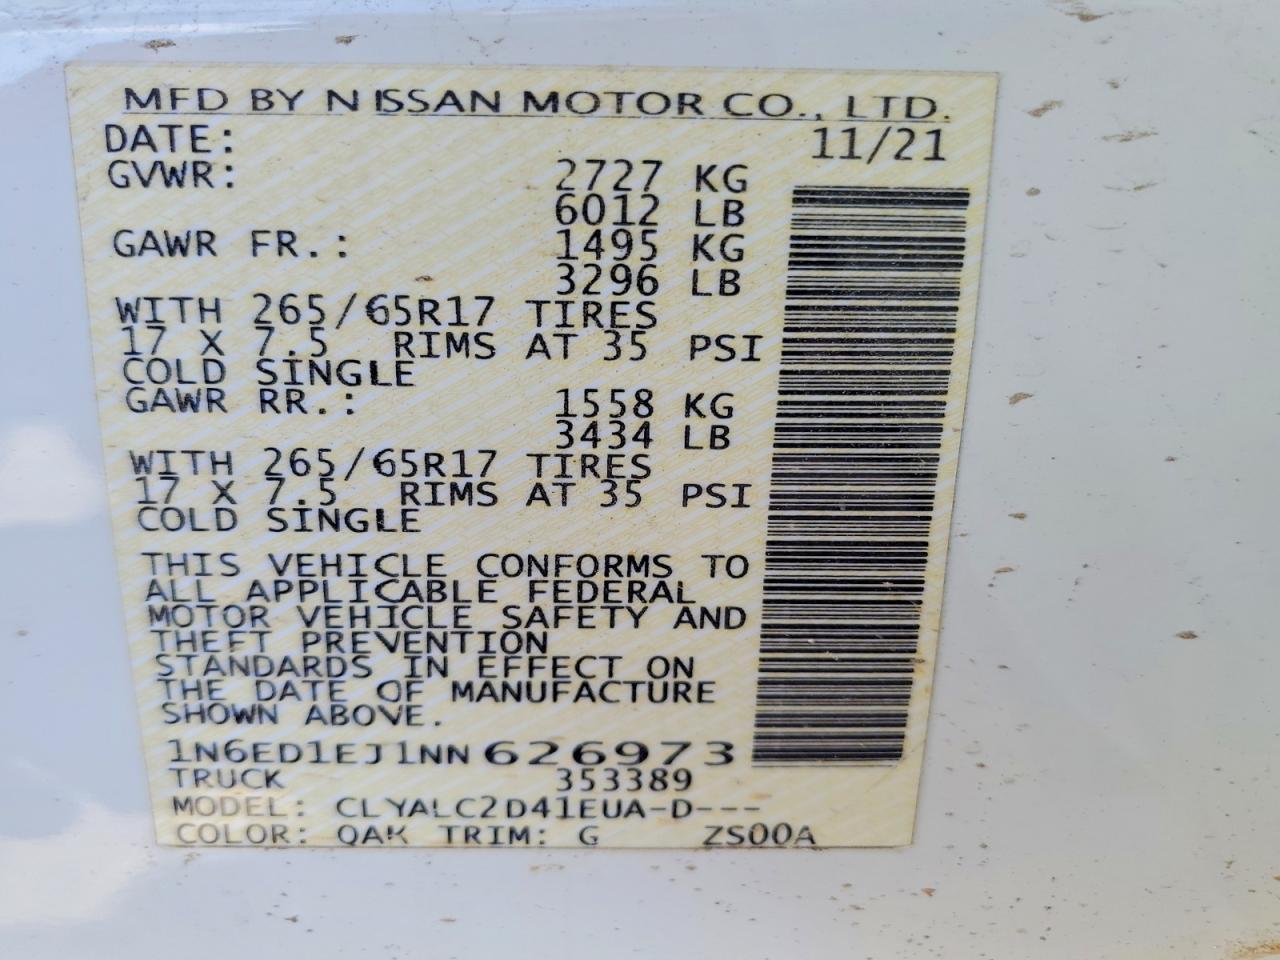 MFD BY NISSAN MOTOR CO., LTD.
DATE: 11/21
GVWR: 2727 KG
6012 LB
GAWR FR.: 1495 KG
3296 LB
WITH 265/65R17 TIRES
17 X 7.5 RIMS AT 35 PSI
COLD SINGLE
GAWR RR.: 1558 KG
3434 LB
WITH 265/65R17 TIRES
17 X 7.5 RIMS AT 35 PSI
COLD SINGLE
THIS VEHICLE CONFORMS TO
ALL APPLICABLE FEDERAL
MOTOR VEHICLE SAFETY AND
THEFT PREVENTION
STANDARDS IN EFFECT ON
THE DATE OF MANUFACTURE
SHOWN ABOVE.
1N6ED1EJ1NN626973
TRUCK 353389
MODEL: CLYALC2D41EUA-D---
COLOR: QAK TRIM: G ZS00A